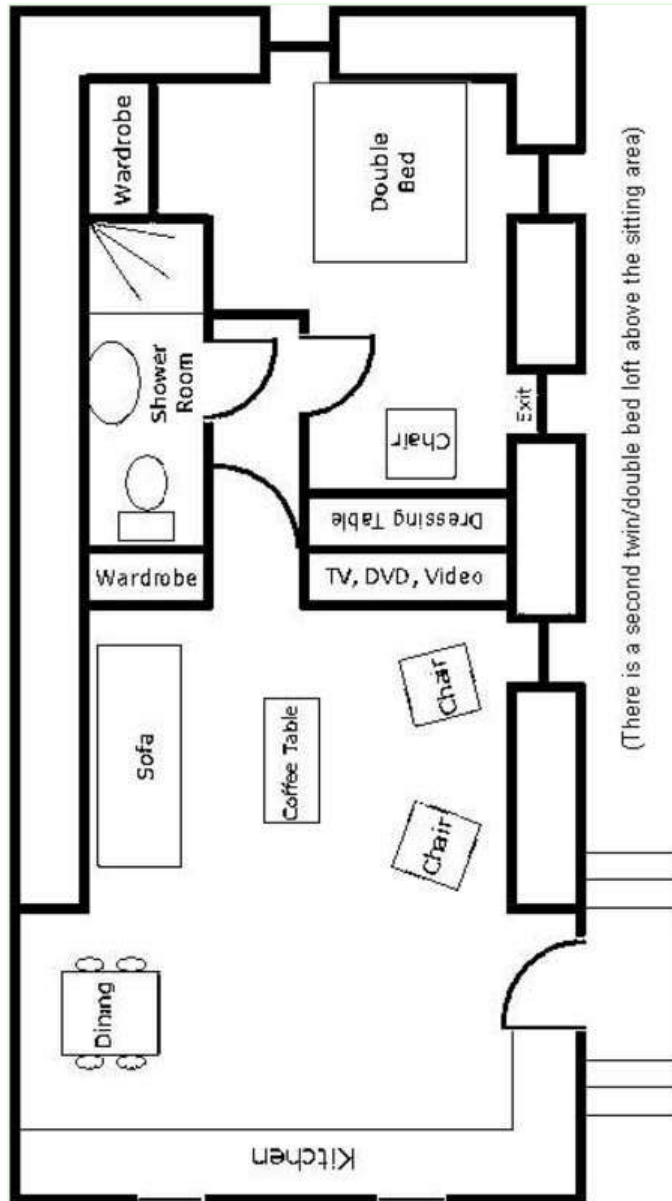 Wardrobe
Double
Bed
Shower
Room
Exit
Chair
Dressing Table
Wardrobe
TV, DVD, Video
Sofa
Coffee Table
Chair
Chair
Dining
Kitchen
(There is a second twin/double bed loft above the sitting area)